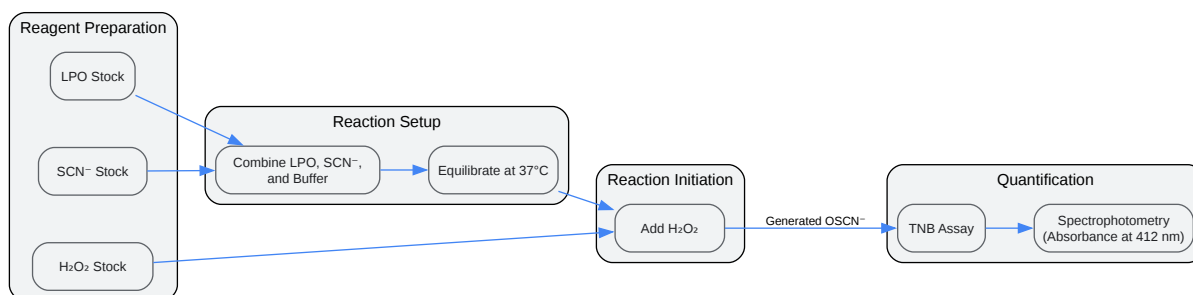 Reagent Preparation
LPO Stock
SCN⁻ Stock
H₂O₂ Stock
Reaction Setup
Combine LPO, SCN⁻,
and Buffer
Equilibrate at 37°C
Reaction Initiation
Add H₂O₂
Generated OSCN⁻
Quantification
TNB Assay
Spectrophotometry
(Absorbance at 412 nm)